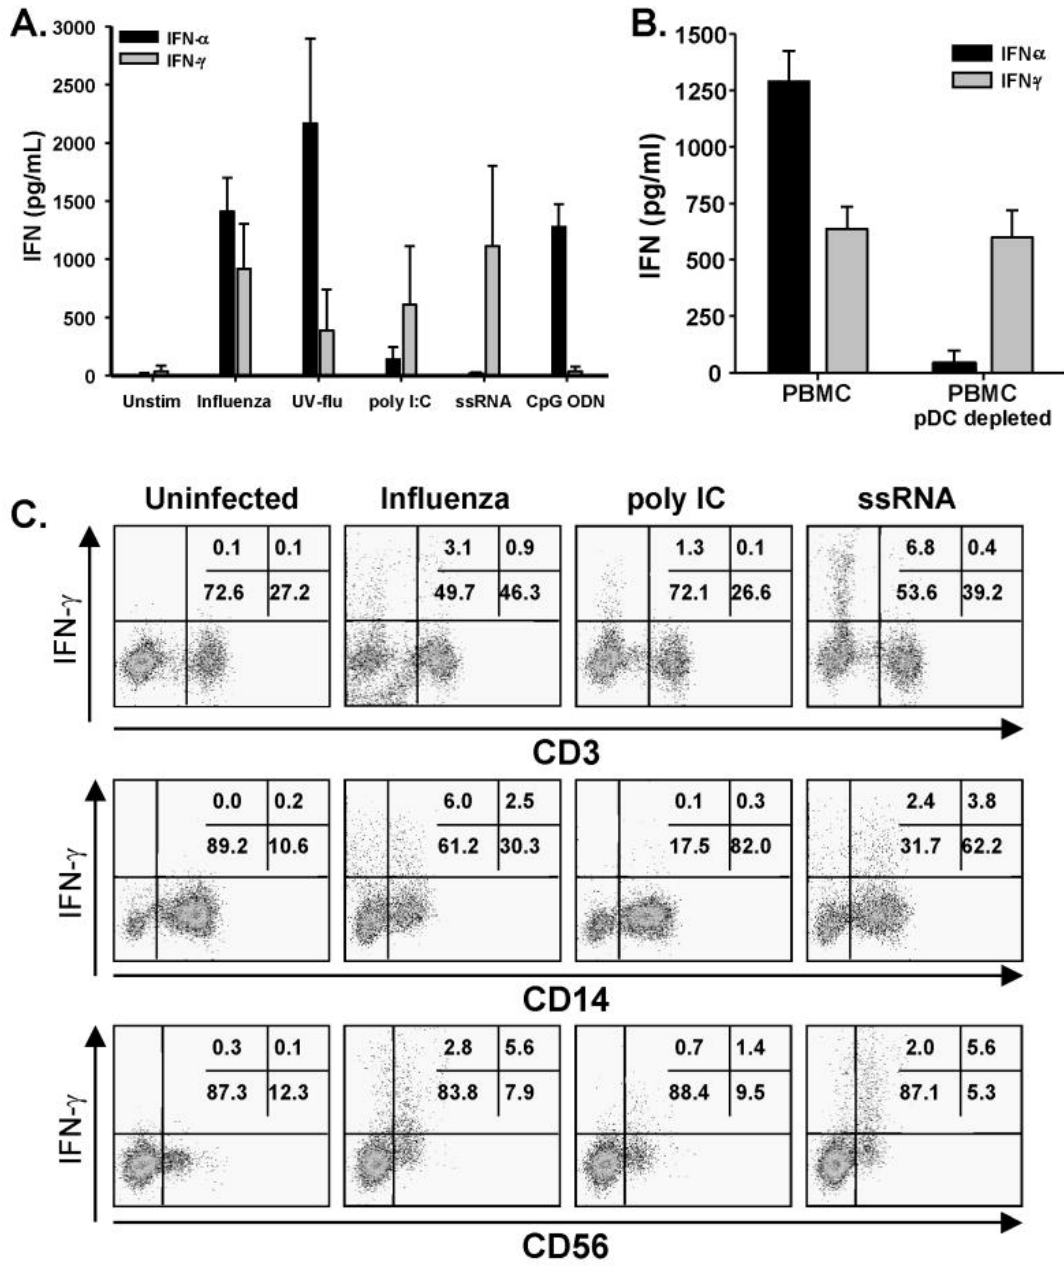 A.
IFN (pg/mL)
3000
2500
2000
1500
1000
500
0
IFN-α
IFN-γ
Unstim Influenza UV-flu poly I:C ssRNA CpG ODN
B.
IFN (pg/ml)
1500
1250
1000
750
500
250
0
IFNα
IFNγ
PBMC PBMC
pDC depleted
C.
Uninfected Influenza poly IC ssRNA
IFN-γ
0.1 0.1 3.1 0.9 1.3 0.1 6.8 0.4
72.6 27.2 49.7 46.3 72.1 26.6 53.6 39.2
CD3
IFN-γ
0.0 0.2 6.0 2.5 0.1 0.3 2.4 3.8
89.2 10.6 61.2 30.3 17.5 82.0 31.7 62.2
CD14
IFN-γ
0.3 0.1 2.8 5.6 0.7 1.4 2.0 5.6
87.3 12.3 83.8 7.9 88.4 9.5 87.1 5.3
CD56